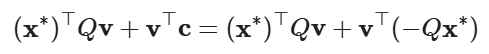 (𝐱*)⊤Q𝐯 + 𝐯⊤𝐜 = (𝐱*)⊤Q𝐯 + 𝐯⊤(−Q𝐱*)